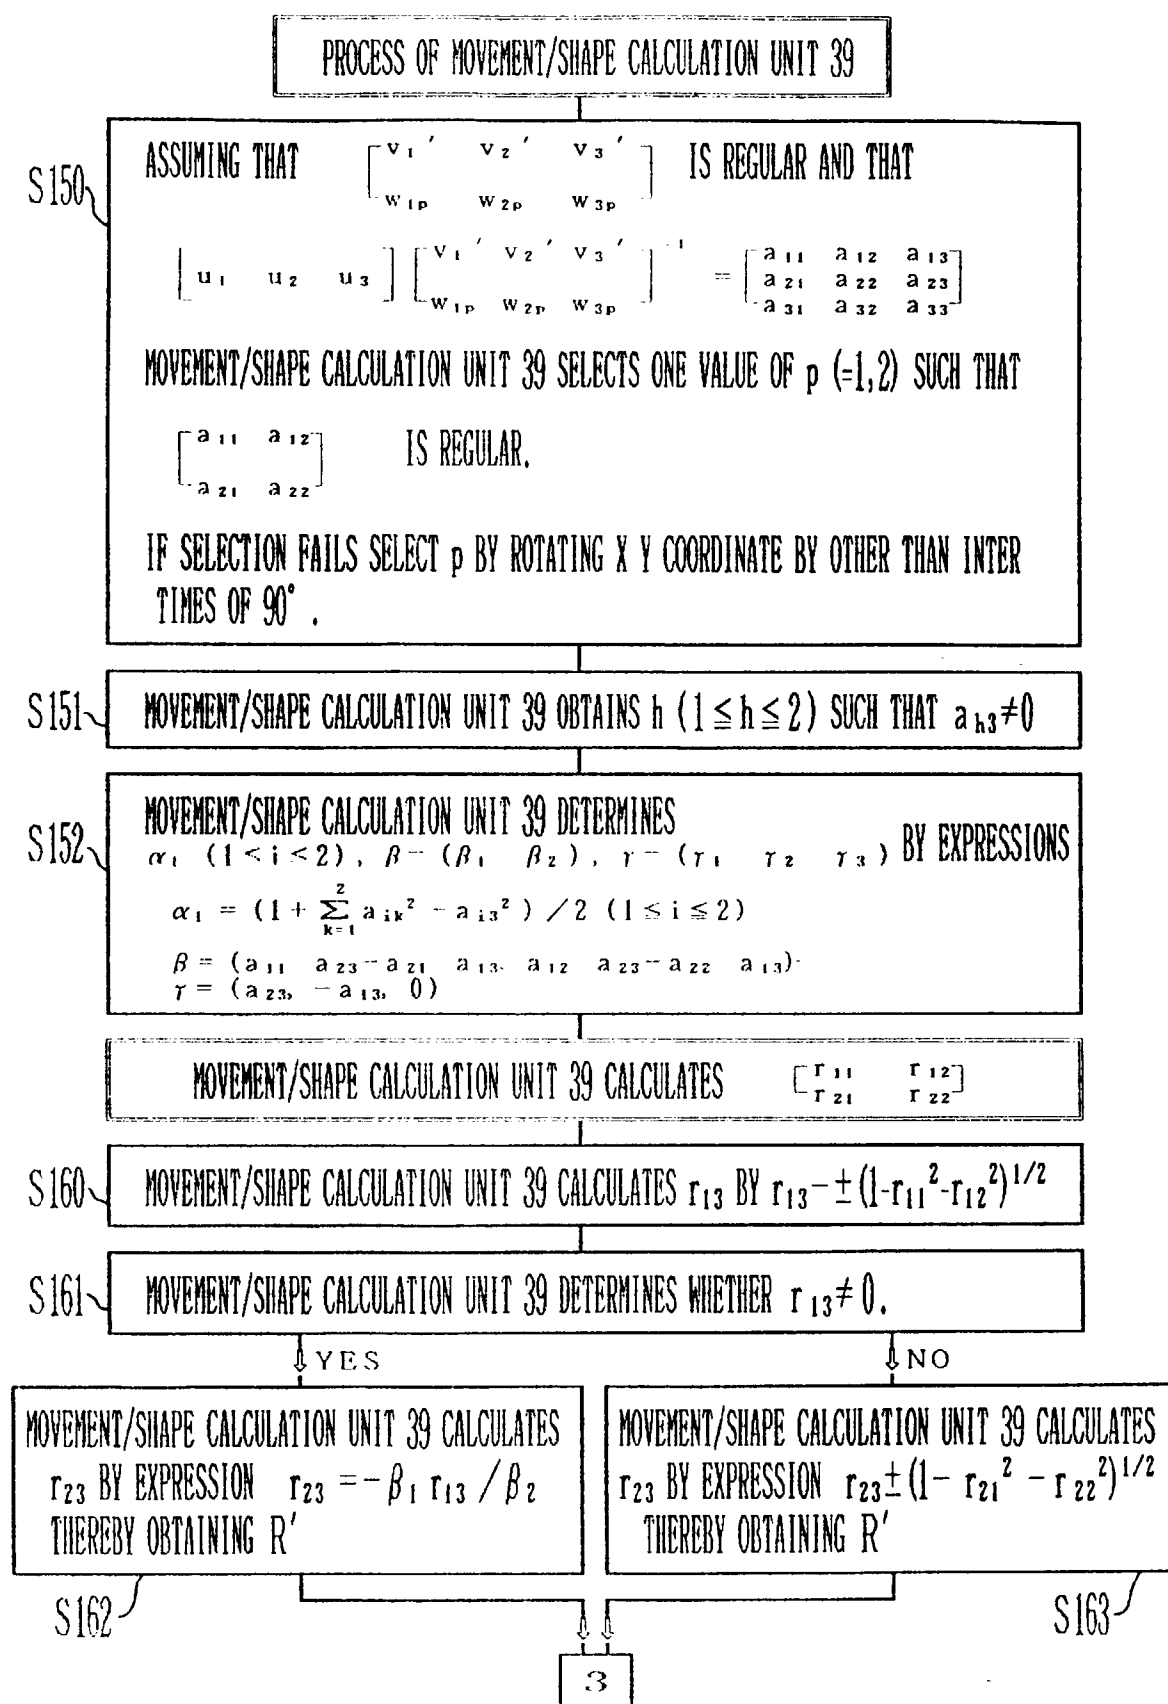 PROCESS OF MOVEMENT/SHAPE CALCULATION UNIT 39
S150
ASSUMING THAT [ v1′ v2′ v3′ ] IS REGULAR AND THAT
w1p w2p w3p
[ u1 u2 u3 ] [ v1′ v2′ v3′ ]⁻¹ = [ a11 a12 a13 ]
w1p w2p w3p
a21 a22 a23
a31 a32 a33
MOVEMENT/SHAPE CALCULATION UNIT 39 SELECTS ONE VALUE OF p (=1,2) SUCH THAT
[ a11 a12 ] IS REGULAR.
a21 a22
IF SELECTION FAILS SELECT p BY ROTATING X Y COORDINATE BY OTHER THAN INTER
TIMES OF 90°.
S151
MOVEMENT/SHAPE CALCULATION UNIT 39 OBTAINS h (1≦h≦2) SUCH THAT ah3≠0
S152
MOVEMENT/SHAPE CALCULATION UNIT 39 DETERMINES
α1 (1<i<2), β−(β1 β2), γ−(γ1 γ2 γ3) BY EXPRESSIONS
α1 = (1+ Σ(k=1..2) aik² −ai3²) /2 (1≤i≦2)
β = (a11 a23−a21 a13, a12 a23−a22 a13)
γ = (a23, −a13, 0)
MOVEMENT/SHAPE CALCULATION UNIT 39 CALCULATES [ r11 r12 ]
r21 r22
S160
MOVEMENT/SHAPE CALCULATION UNIT 39 CALCULATES r13 BY r13−±(1-r11²-r12²)^1/2
S161
MOVEMENT/SHAPE CALCULATION UNIT 39 DETERMINES WHETHER r13≠0.
YES
NO
MOVEMENT/SHAPE CALCULATION UNIT 39 CALCULATES
r23 BY EXPRESSION r23 =−β1 r13 /β2
THEREBY OBTAINING R′
S162
MOVEMENT/SHAPE CALCULATION UNIT 39 CALCULATES
r23 BY EXPRESSION r23±(1− r21² − r22²)^1/2
THEREBY OBTAINING R′
S163
3